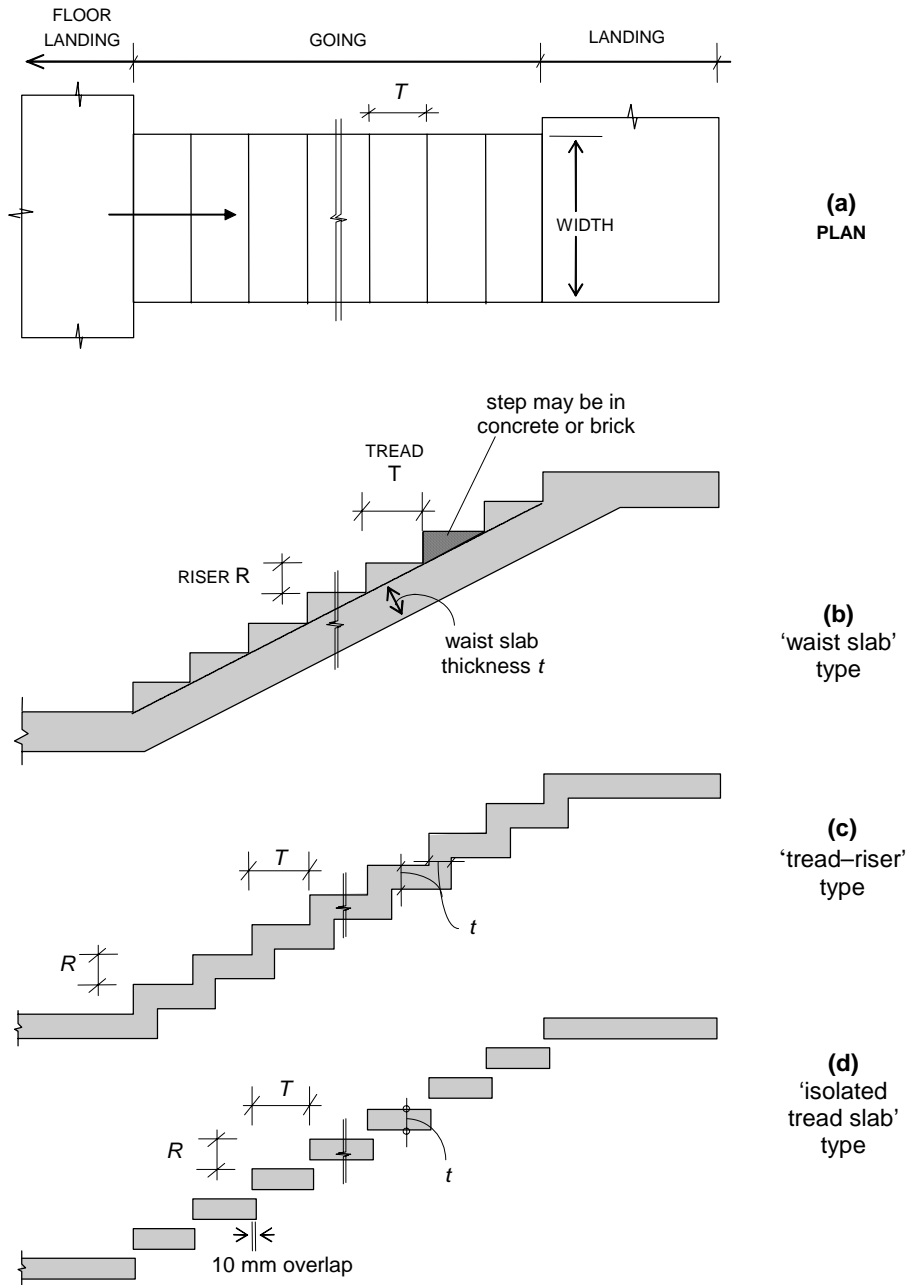 FLOOR
LANDING
GOING
LANDING
T
WIDTH
(a)
PLAN
step may be in
concrete or brick
TREAD
T
RISER R
waist slab
thickness t
(b)
‘waist slab’
type
T
R
t
(c)
‘tread–riser’
type
T
R
t
10 mm overlap
(d)
‘isolated
tread slab’
type